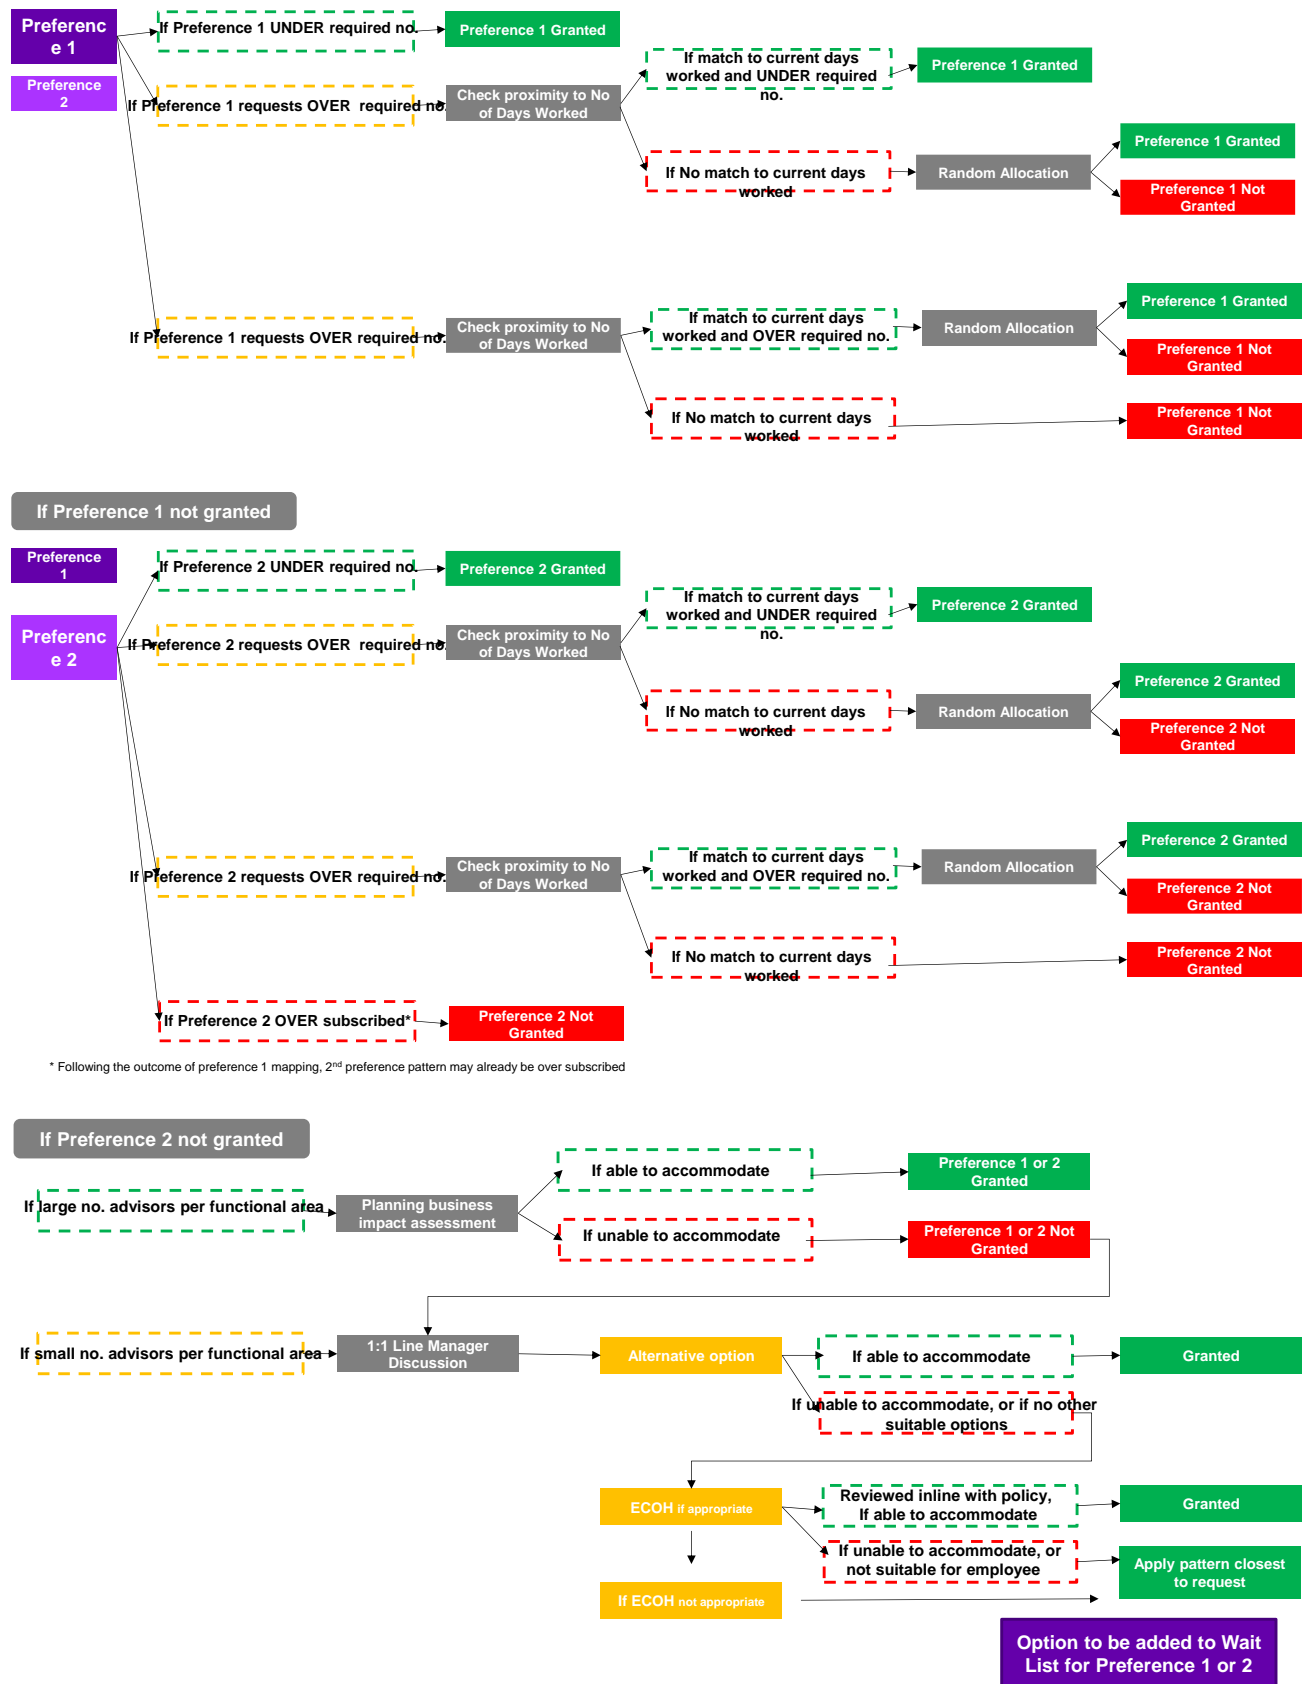 Preferenc
e 1
If Preference 1 UNDER required no.
Preference 1 Granted
If match to current days
worked and UNDER required
no.
Preference 1 Granted
Preference
2
If Preference 1 requests OVER  required no.
Check proximity to No
of Days Worked
Preference 1 Granted
If No match to current days
worked
Random Allocation
Preference 1 Not
Granted
Preference 1 Granted
If Preference 1 requests OVER required no.
Check proximity to No
of Days Worked
If match to current days
worked and OVER required no.
Random Allocation
Preference 1 Not
Granted
If No match to current days
worked
Preference 1 Not
Granted
If Preference 1 not granted
Preference
1
If Preference 2 UNDER required no.
Preference 2 Granted
If match to current days
worked and UNDER required
no.
Preference 2 Granted
Preferenc
e 2
If Preference 2 requests OVER  required no.
Check proximity to No
of Days Worked
Preference 2 Granted
If No match to current days
worked
Random Allocation
Preference 2 Not
Granted
Preference 2 Granted
If Preference 2 requests OVER required no.
Check proximity to No
of Days Worked
If match to current days
worked and OVER required no.
Random Allocation
Preference 2 Not
Granted
If No match to current days
worked
Preference 2 Not
Granted
If Preference 2 OVER subscribed*
Preference 2 Not
Granted
* Following the outcome of preference 1 mapping, 2nd preference pattern may already be over subscribed
If Preference 2 not granted
If able to accommodate
Preference 1 or 2
Granted
If large no. advisors per functional area
Planning business
impact assessment
If unable to accommodate
Preference 1 or 2 Not
Granted
If small no. advisors per functional area
1:1 Line Manager
Discussion
Alternative option
If able to accommodate
Granted
If unable to accommodate, or if no other
suitable options
ECOH if appropriate
Reviewed inline with policy,
If able to accommodate
Granted
If unable to accommodate, or
not suitable for employee
Apply pattern closest
to request
If ECOH not appropriate
Option to be added to Wait
List for Preference 1 or 2